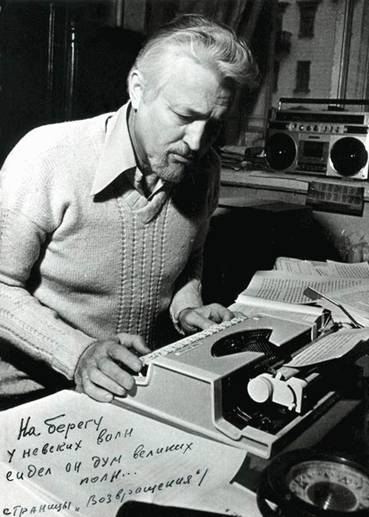 На берегу
у невских волн
сидел он дум великих
полн...
страницы „Возвращения"/